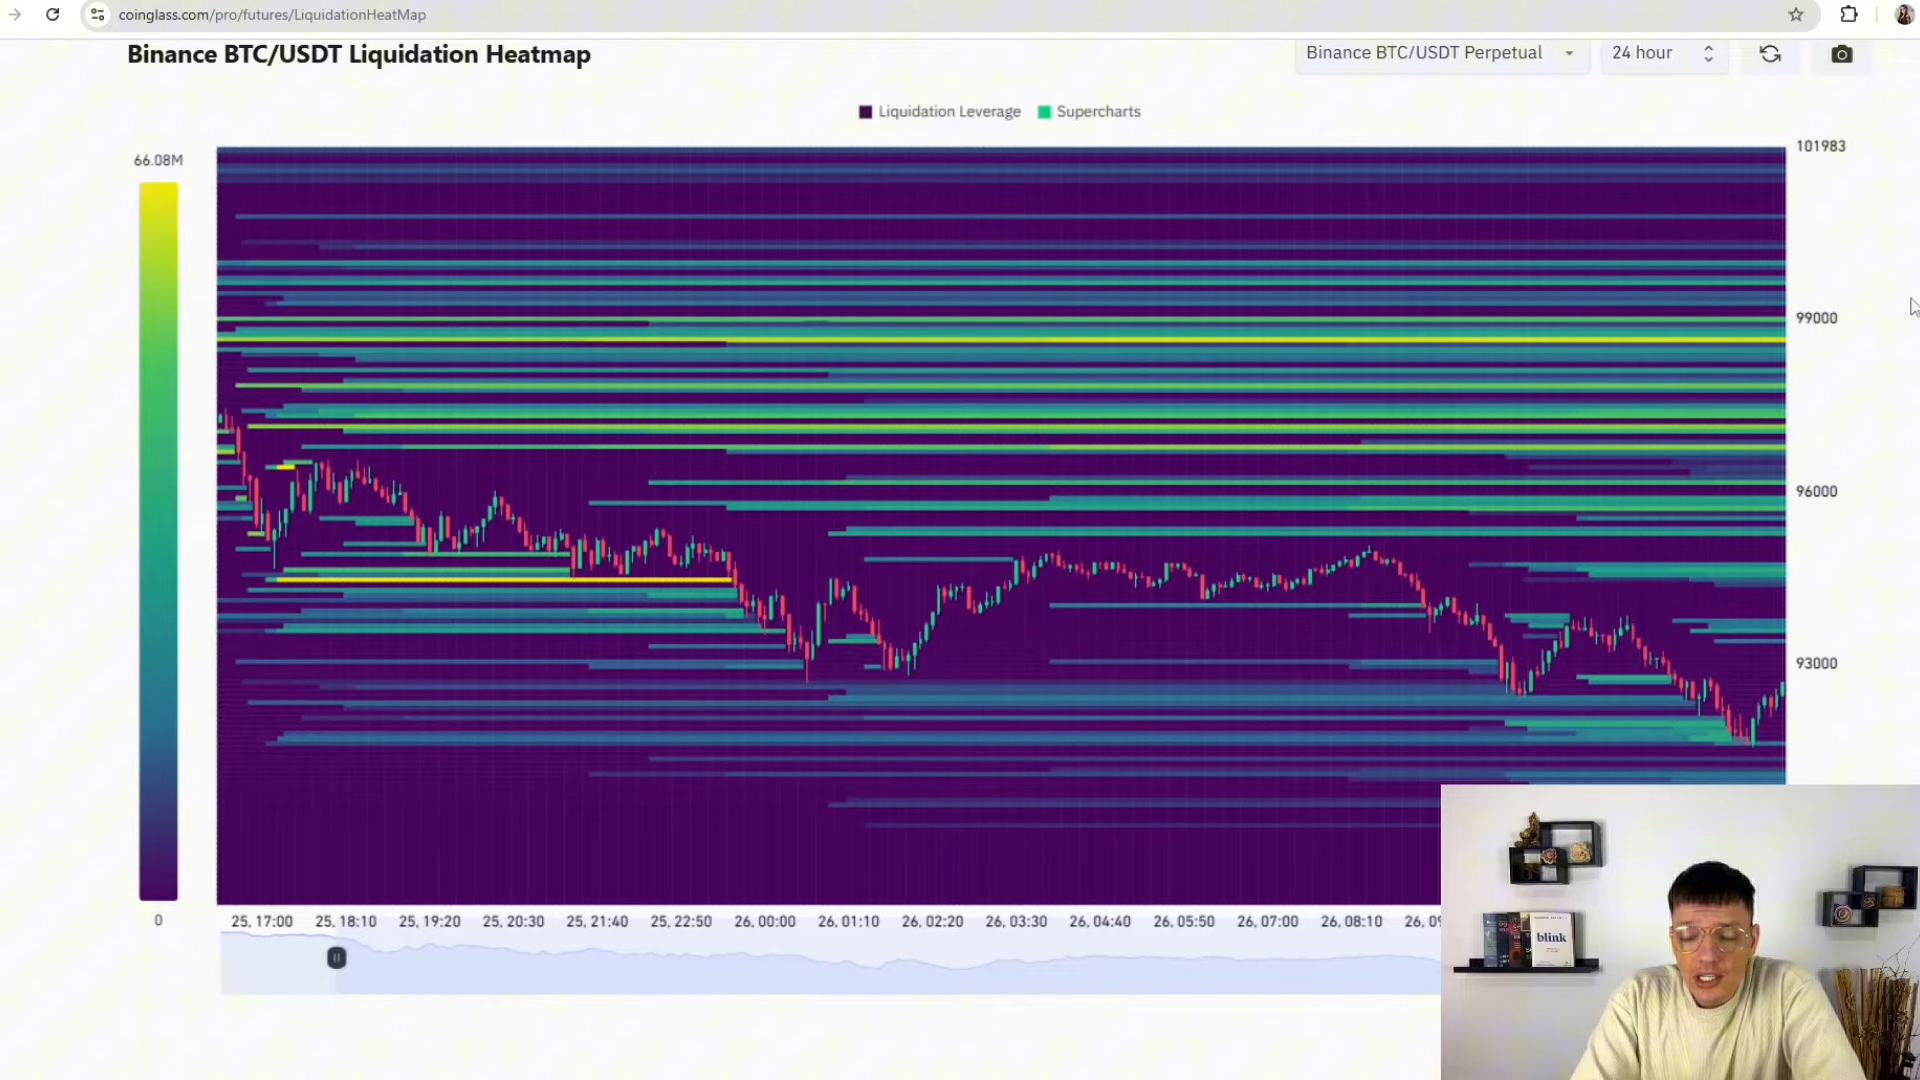 coinglass.com/pro/futures/LiquidationHeatMap
Binance BTC/USDT Liquidation Heatmap
Binance BTC/USDT Perpetual
24 hour
Liquidation Leverage
Supercharts
66.08M
0
101983
99000
96000
93000
25, 17:00 25, 18:10 25, 19:20 25, 20:30 25, 21:40 25, 22:50 26, 00:00 26, 01:10 26, 02:20 26, 03:30 26, 04:40 26, 05:50 26, 07:00 26, 08:10 26, 09
blink